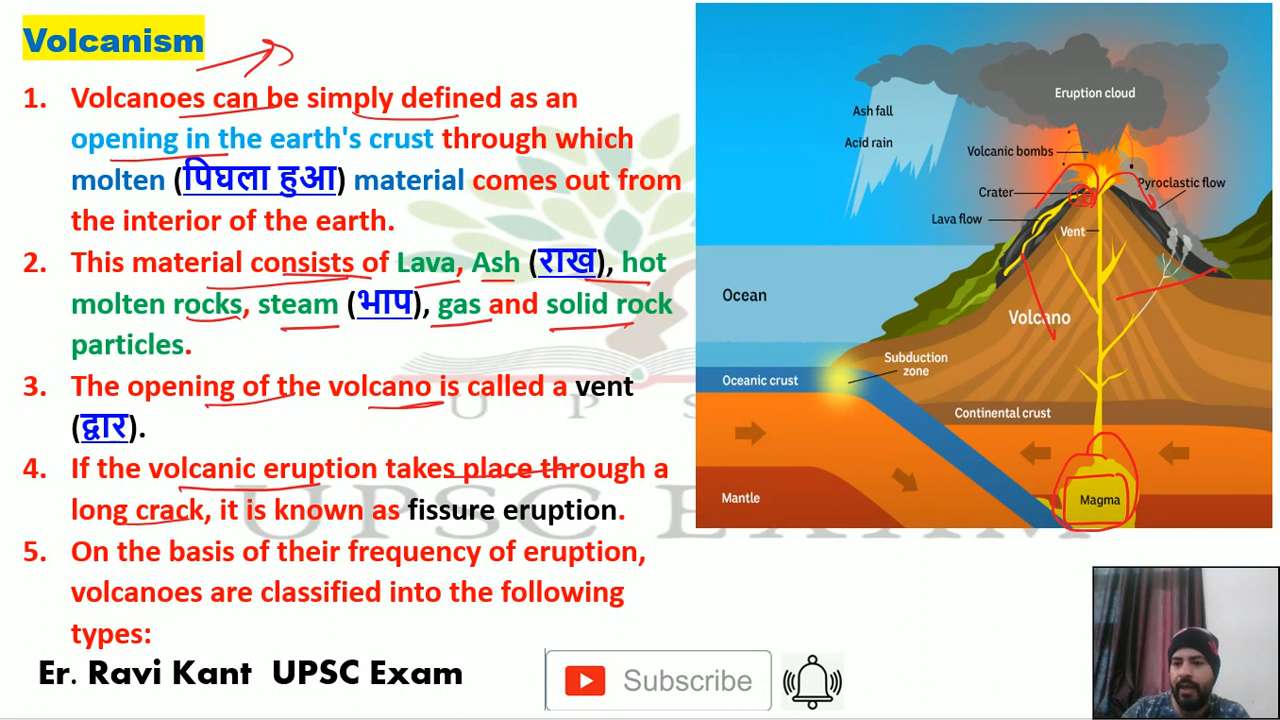 Volcanism
1. Volcanoes can be simply defined as an
opening in the earth's crust through which
molten (पिघला हुआ) material comes out from
the interior of the earth.
2. This material consists of Lava, Ash (राख), hot
molten rocks, steam (भाप), gas and solid rock
particles.
3. The opening of the volcano is called a vent
(द्वार).
4. If the volcanic eruption takes place through a
long crack, it is known as fissure eruption.
5. On the basis of their frequency of eruption,
volcanoes are classified into the following
types:
Er. Ravi Kant UPSC Exam
Subscribe
Eruption cloud
Ash fall
Acid rain
Volcanic bombs
Crater
Pyroclastic flow
Lava flow
Vent
Ocean
Volcano
Subduction
zone
Oceanic crust
Continental crust
Mantle
Magma
UPS
UPSC EXAM